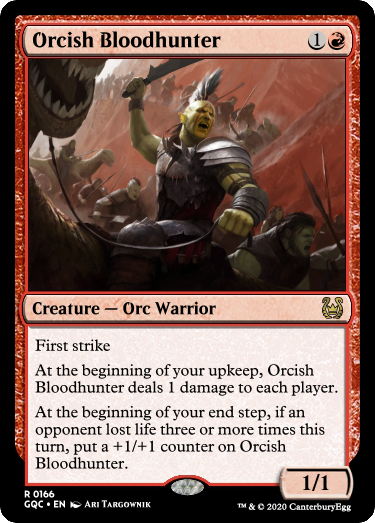 Orcish Bloodhunter 1
Creature — Orc Warrior
First strike
At the beginning of your upkeep, Orcish
Bloodhunter deals 1 damage to each player.
At the beginning of your end step, if an
opponent lost life three or more times this
turn, put a +1/+1 counter on Orcish
Bloodhunter.
1/1
R 0166
GQC • EN Ari Targownik
™ & © 2020 CanterburyEgg